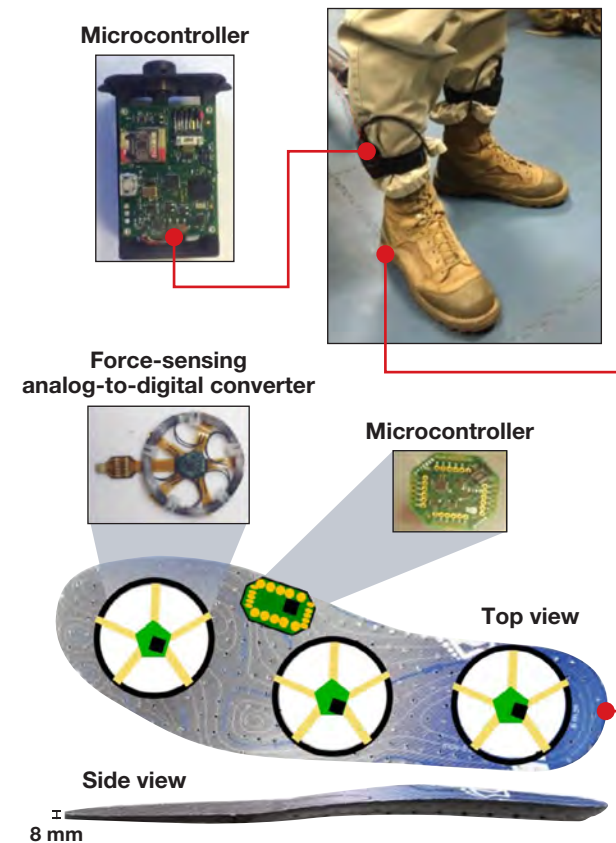 Microcontroller
Force-sensing
analog-to-digital converter
Microcontroller
Top view
Side view
8 mm